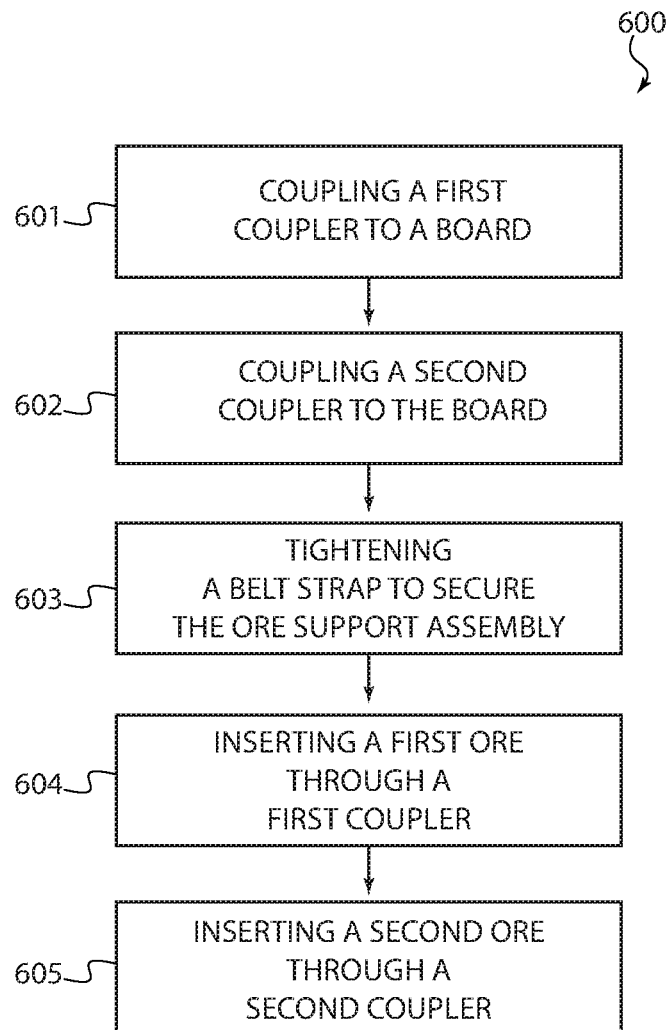 600
601
COUPLING A FIRST
COUPLER TO A BOARD
602
COUPLING A SECOND
COUPLER TO THE BOARD
603
TIGHTENING
A BELT STRAP TO SECURE
THE ORE SUPPORT ASSEMBLY
604
INSERTING A FIRST ORE
THROUGH A
FIRST COUPLER
605
INSERTING A SECOND ORE
THROUGH A
SECOND COUPLER